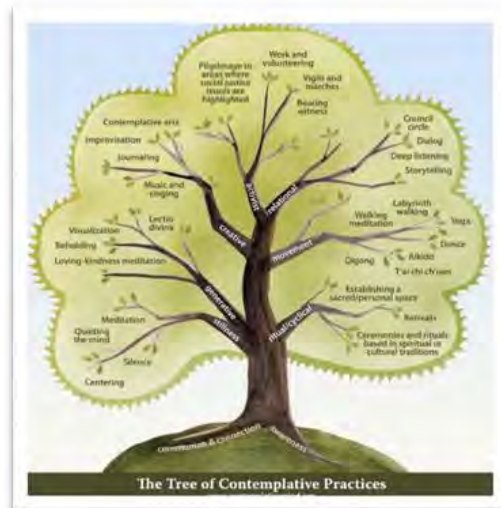 Work and
volunteering
Pilgrimage to
areas where
social justice
issues are
highlighted
Vigils and
marches
Bearing
witness
Contemplative arts
Improvisation
Journaling
Music and
singing
Council
circle
Dialog
Deep listening
Storytelling
activist
relational
creative
movement
Lectio
divina
Visualization
Beholding
Loving-kindness meditation
Walking
meditation
Labyrinth
walking
Yoga
Dance
Qigong
Aikido
T'ai chi ch'uan
generative
stillness
ritual/cyclical
Meditation
Quieting
the mind
Silence
Centering
Establishing a
sacred/personal space
Retreats
Ceremonies and rituals
based in spiritual or
cultural traditions
communion & connection
awareness
The Tree of Contemplative Practices